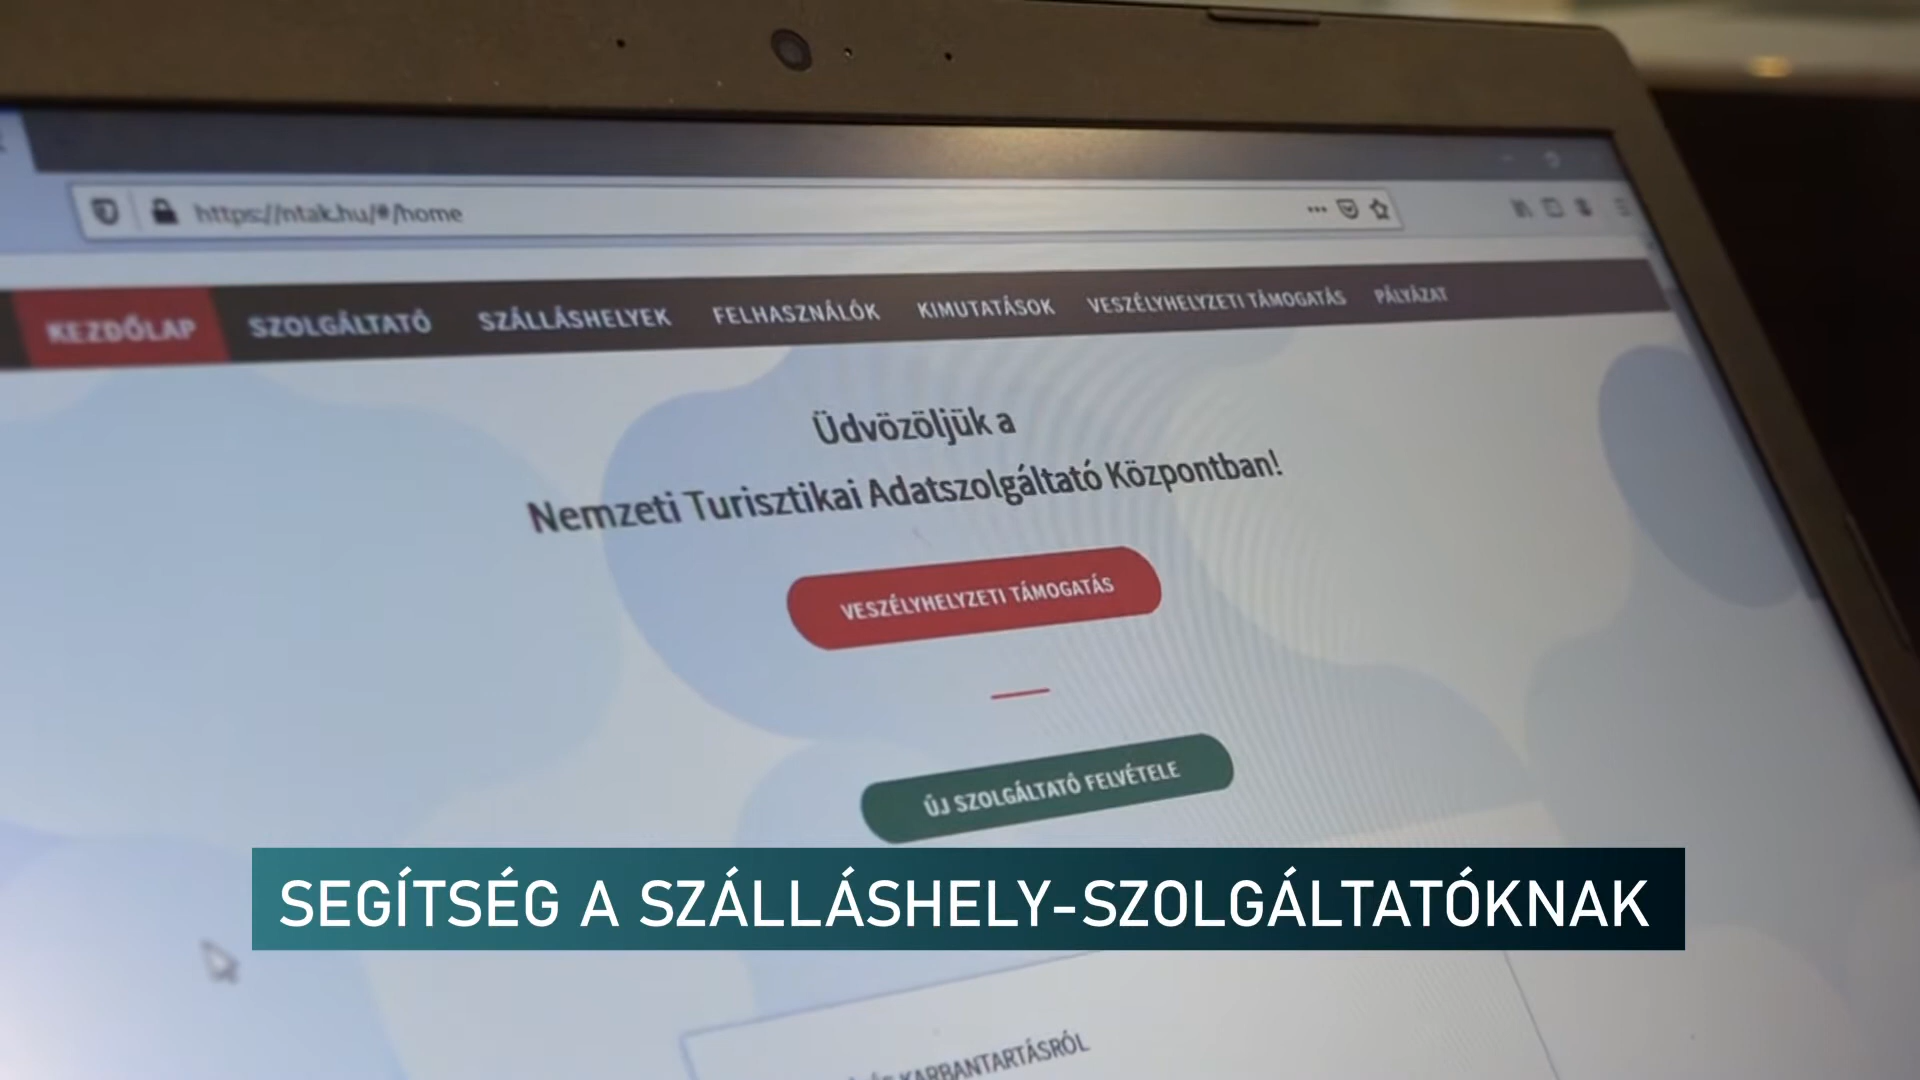 https://ntak.hu/#/home
KEZDŐLAP SZOLGÁLTATÓ SZÁLLÁSHELYEK FELHASZNÁLÓK KIMUTATÁSOK VESZÉLYHELYZETI TÁMOGATÁS PÁLYÁZAT
Üdvözöljük a
Nemzeti Turisztikai Adatszolgáltató Központban!
VESZÉLYHELYZETI TÁMOGATÁS
ÚJ SZOLGÁLTATÓ FELVÉTELE
SEGÍTSÉG A SZÁLLÁSHELY-SZOLGÁLTATÓKNAK
KARBANTARTÁSRÓL